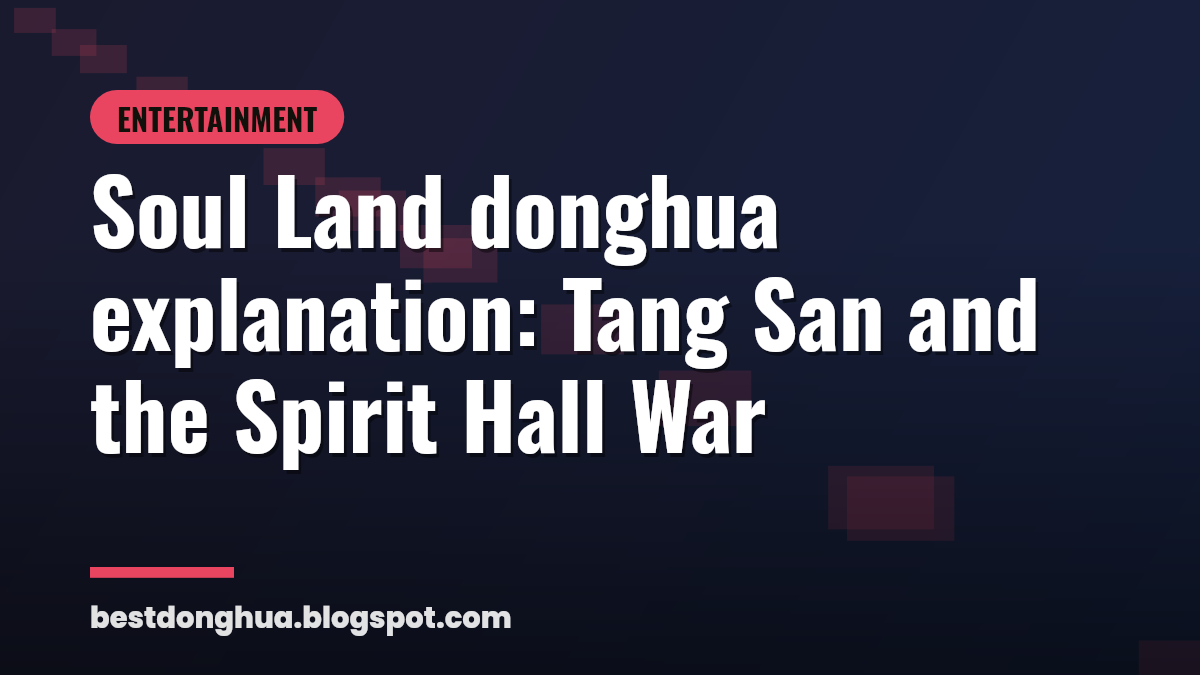 ENTERTAINMENT
Soul Land donghua
explanation: Tang San and
the Spirit Hall War
bestdonghua.blogspot.com